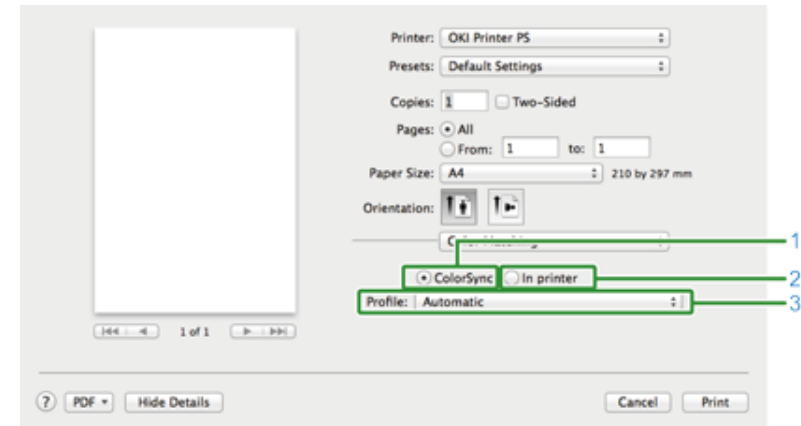 Printer: OKI Printer PS
Presets: Default Settings
Copies: 1 Two-Sided
Pages: All
From: 1 to: 1
Paper Size: A4 210 by 297 mm
Orientation:
Color Matching
1
ColorSync In printer
2
Profile: Automatic
3
1 of 1
? PDF Hide Details Cancel Print